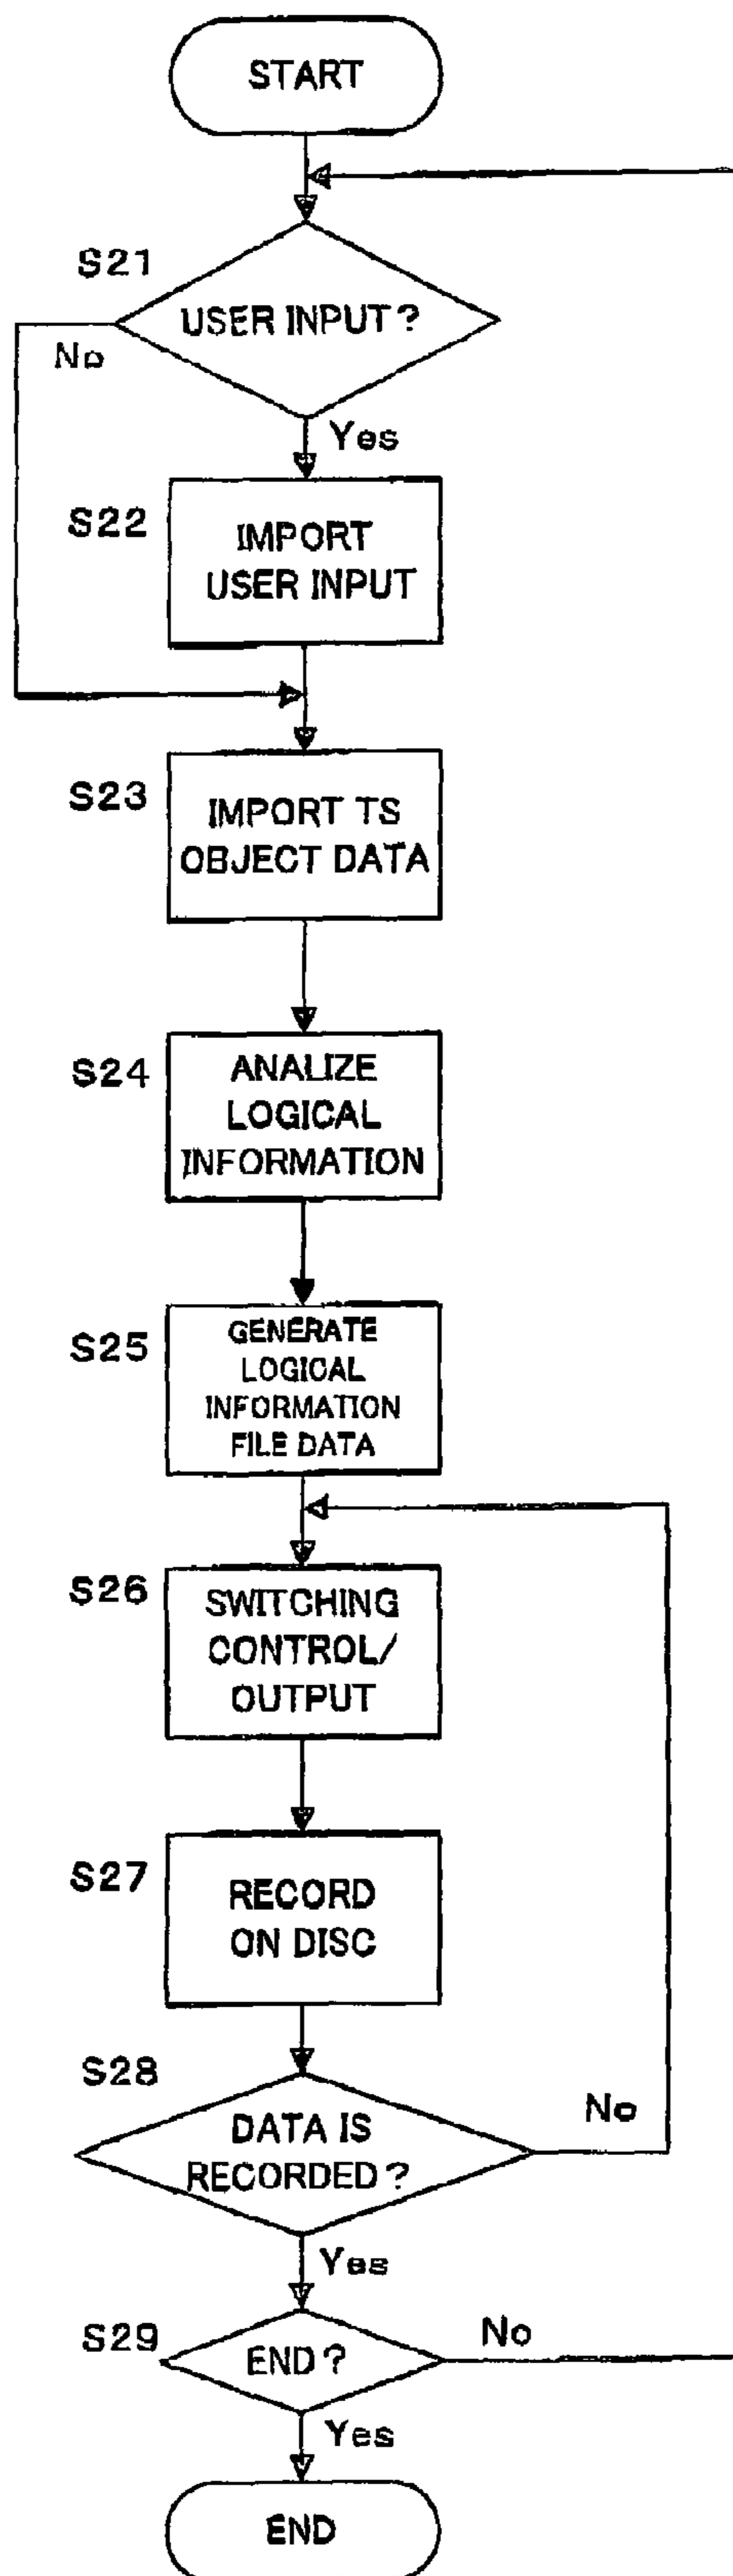 START
S21
USER INPUT?
No
Yes
S22
IMPORT
USER INPUT
S23
IMPORT TS
OBJECT DATA
S24
ANALIZE
LOGICAL
INFORMATION
S25
GENERATE
LOGICAL
INFORMATION
FILE DATA
S26
SWITCHING
CONTROL/
OUTPUT
S27
RECORD
ON DISC
S28
DATA IS
RECORDED?
No
Yes
S29
END?
No
Yes
END